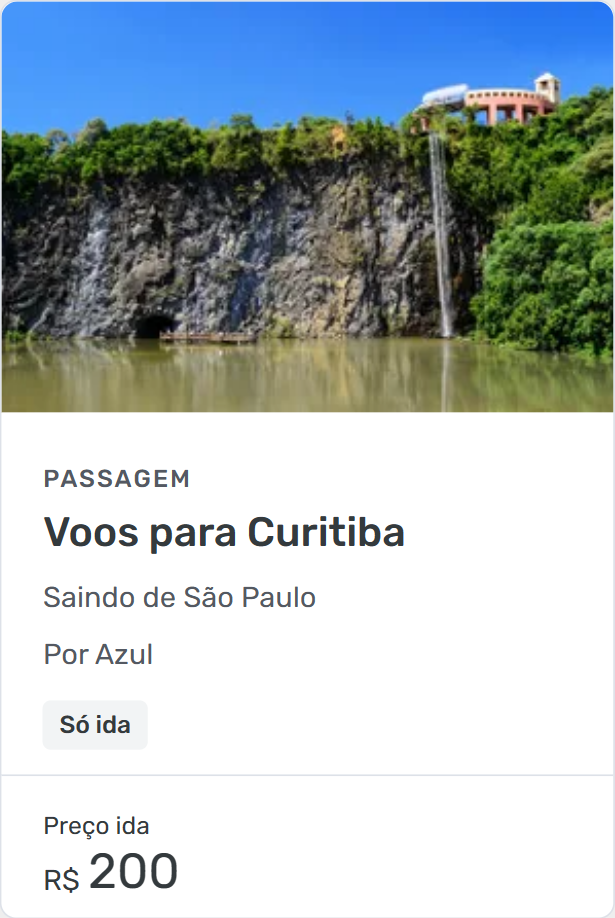 PASSAGEM
Voos para Curitiba
Saindo de São Paulo
Por Azul
Só ida
Preço ida
R$ 200